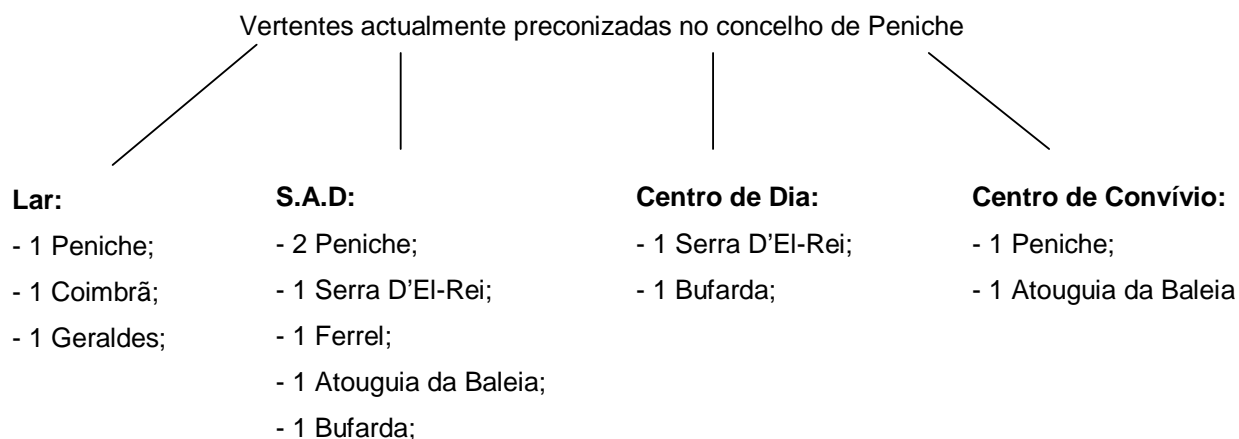 Vertentes actualmente preconizadas no concelho de Peniche
Lar:
- 1 Peniche;
- 1 Coimbrã;
- 1 Geraldes;
S.A.D:
- 2 Peniche;
- 1 Serra D’El-Rei;
- 1 Ferrel;
- 1 Atouguia da Baleia;
- 1 Bufarda;
Centro de Dia:
- 1 Serra D’El-Rei;
- 1 Bufarda;
Centro de Convívio:
- 1 Peniche;
- 1 Atouguia da Baleia